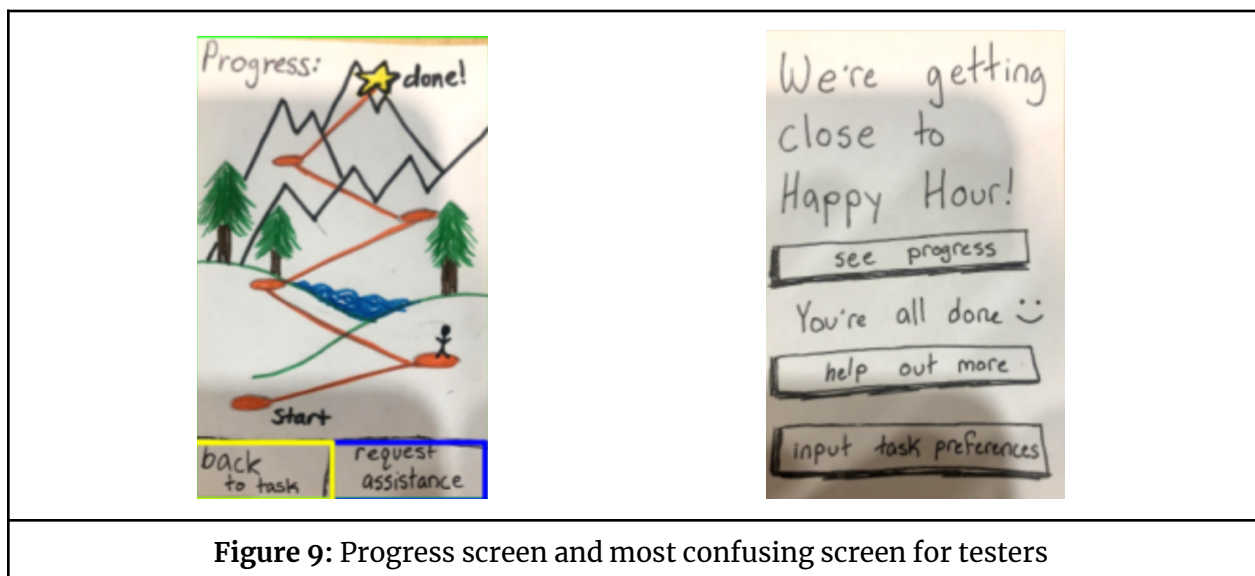 Progress:
done!
Start
back
to task
request
assistance
We're getting
close to
Happy Hour!
see progress
You're all done
help out more
input task preferences
Figure 9: Progress screen and most confusing screen for testers